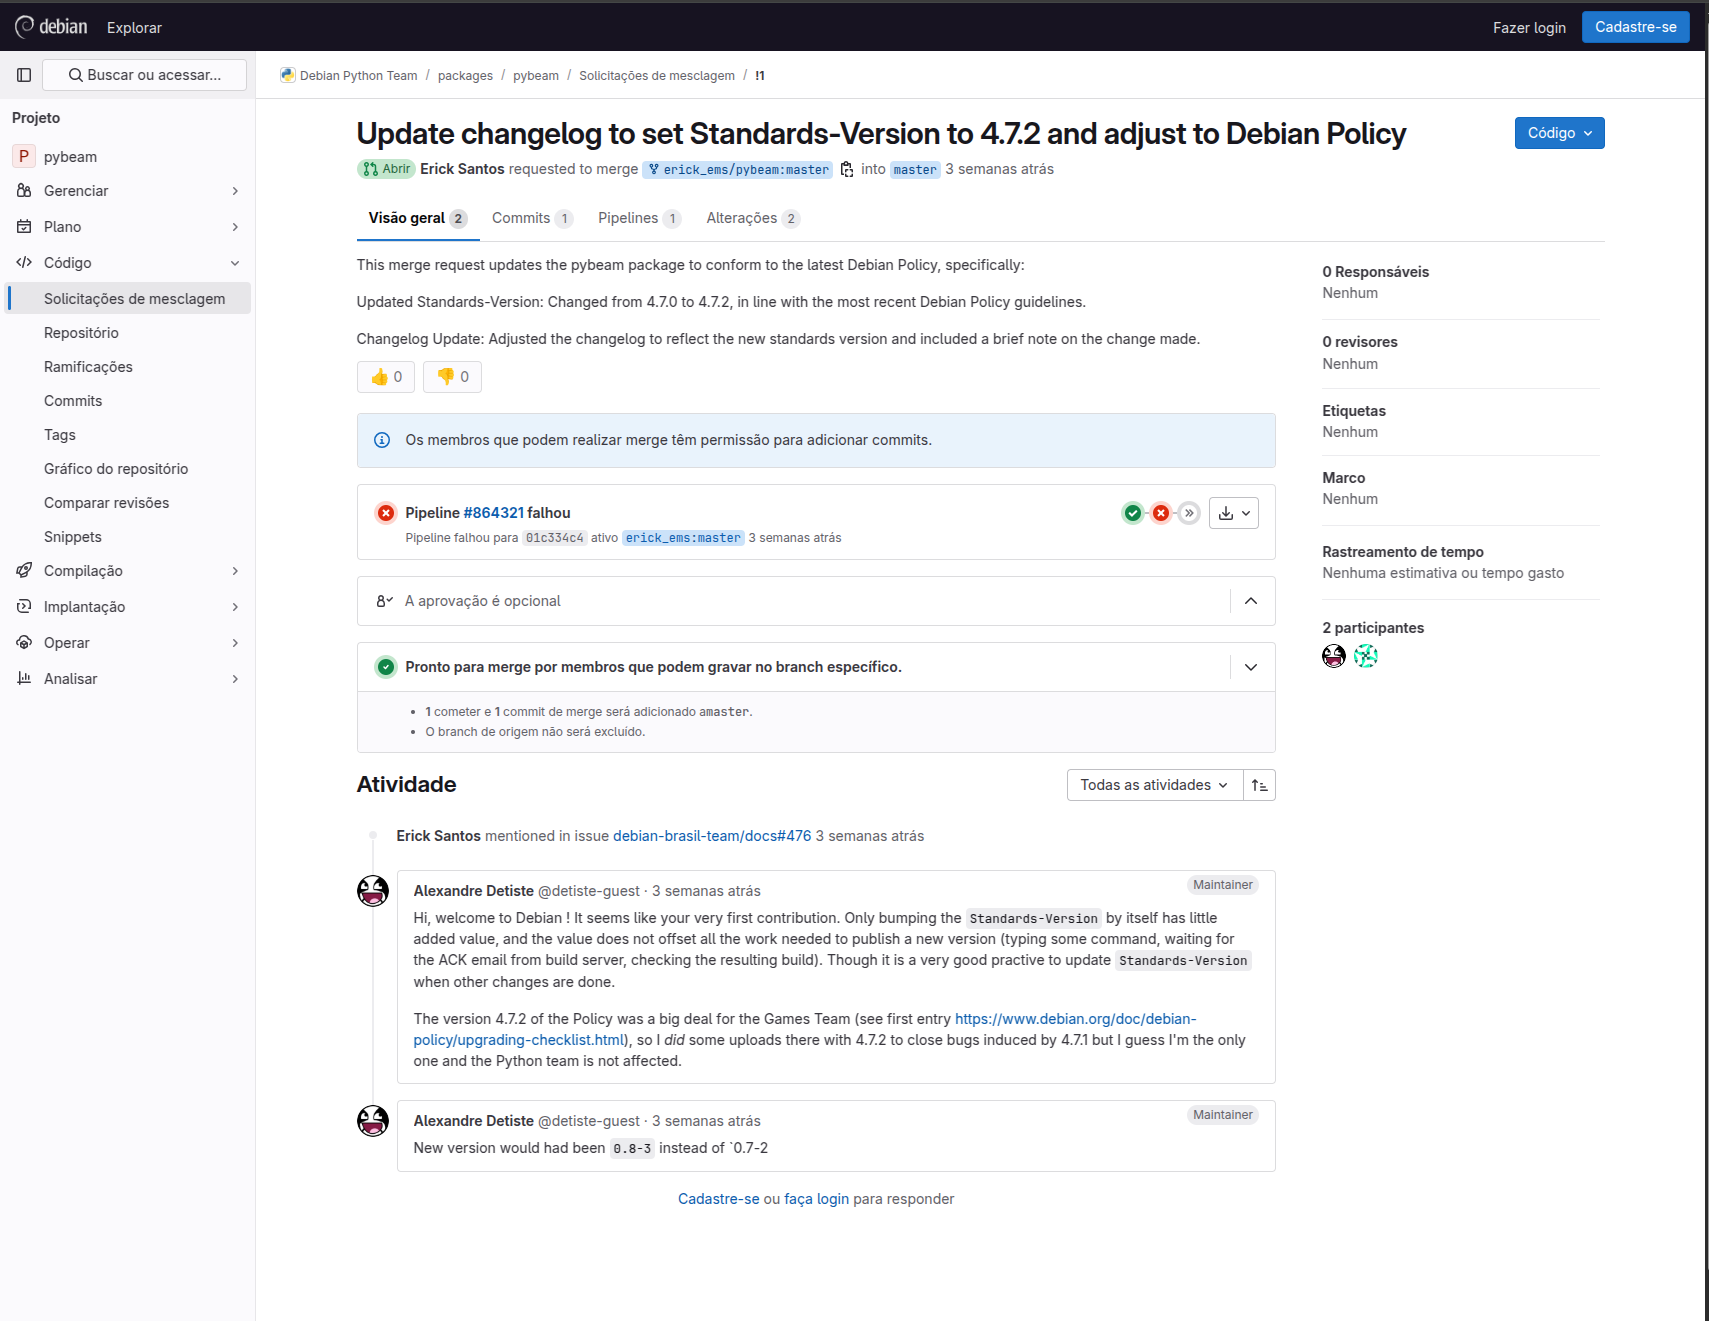 debian Explorar Fazer login Cadastre-se
Buscar ou acessar...
Projeto
P pybeam
Gerenciar
Plano
Código
Solicitações de mesclagem
Repositório
Ramificações
Commits
Tags
Gráfico do repositório
Comparar revisões
Snippets
Compilação
Implantação
Operar
Analisar
Debian Python Team / packages / pybeam / Solicitações de mesclagem / !1
Update changelog to set Standards-Version to 4.7.2 and adjust to Debian Policy
Código
Abrir Erick Santos requested to merge erick_ems/pybeam:master into master 3 semanas atrás
Visão geral 2 Commits 1 Pipelines 1 Alterações 2
This merge request updates the pybeam package to conform to the latest Debian Policy, specifically:
Updated Standards-Version: Changed from 4.7.0 to 4.7.2, in line with the most recent Debian Policy guidelines.
Changelog Update: Adjusted the changelog to reflect the new standards version and included a brief note on the change made.
👍 0 👎 0
Os membros que podem realizar merge têm permissão para adicionar commits.
Pipeline #864321 falhou
Pipeline falhou para 01c334c4 ativo erick_ems:master 3 semanas atrás
A aprovação é opcional
Pronto para merge por membros que podem gravar no branch específico.
• 1 cometer e 1 commit de merge será adicionado amaster.
• O branch de origem não será excluído.
Atividade
Todas as atividades
Erick Santos mentioned in issue debian-brasil-team/docs#476 3 semanas atrás
Alexandre Detiste @detiste-guest · 3 semanas atrás Maintainer
Hi, welcome to Debian ! It seems like your very first contribution. Only bumping the Standards-Version by itself has little
added value, and the value does not offset all the work needed to publish a new version (typing some command, waiting for
the ACK email from build server, checking the resulting build). Though it is a very good practive to update Standards-Version
when other changes are done.
The version 4.7.2 of the Policy was a big deal for the Games Team (see first entry https://www.debian.org/doc/debian-
policy/upgrading-checklist.html), so I did some uploads there with 4.7.2 to close bugs induced by 4.7.1 but I guess I'm the only
one and the Python team is not affected.
Alexandre Detiste @detiste-guest · 3 semanas atrás Maintainer
New version would had been 0.8-3 instead of `0.7-2
Cadastre-se ou faça login para responder
0 Responsáveis
Nenhum
0 revisores
Nenhum
Etiquetas
Nenhum
Marco
Nenhum
Rastreamento de tempo
Nenhuma estimativa ou tempo gasto
2 participantes